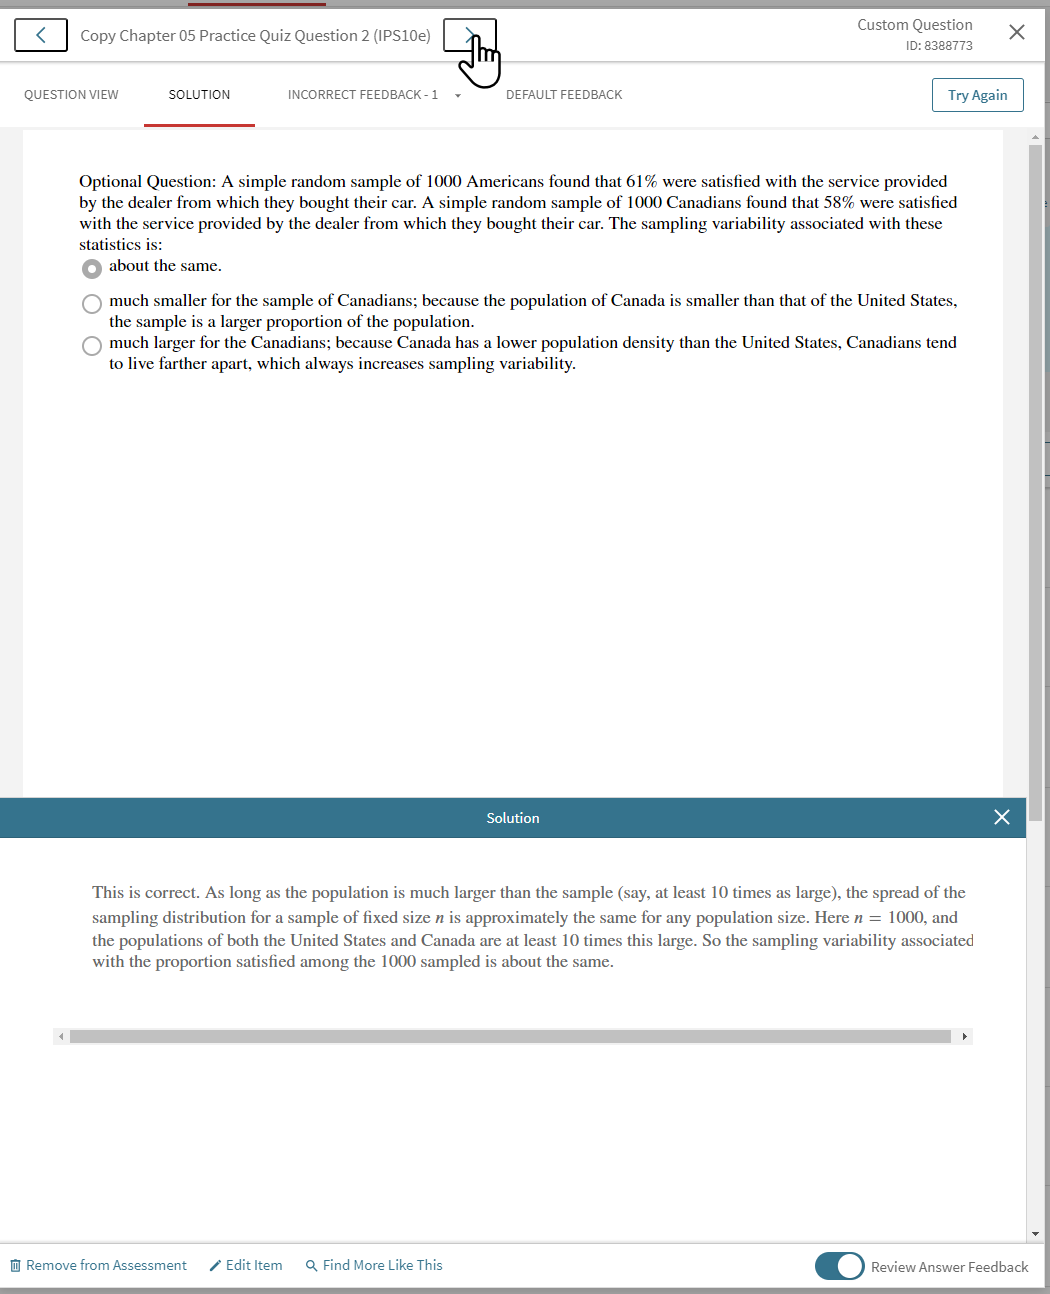 Copy Chapter 05 Practice Quiz Question 2 (IPS10e)
Custom Question
ID: 8388773
QUESTION VIEW
SOLUTION
INCORRECT FEEDBACK - 1
DEFAULT FEEDBACK
Try Again
Optional Question: A simple random sample of 1000 Americans found that 61% were satisfied with the service provided
by the dealer from which they bought their car. A simple random sample of 1000 Canadians found that 58% were satisfied
with the service provided by the dealer from which they bought their car. The sampling variability associated with these
statistics is:
about the same.
much smaller for the sample of Canadians; because the population of Canada is smaller than that of the United States,
the sample is a larger proportion of the population.
much larger for the Canadians; because Canada has a lower population density than the United States, Canadians tend
to live farther apart, which always increases sampling variability.
Solution
This is correct. As long as the population is much larger than the sample (say, at least 10 times as large), the spread of the
sampling distribution for a sample of fixed size n is approximately the same for any population size. Here n = 1000, and
the populations of both the United States and Canada are at least 10 times this large. So the sampling variability associated
with the proportion satisfied among the 1000 sampled is about the same.
Remove from Assessment
Edit Item
Find More Like This
Review Answer Feedback